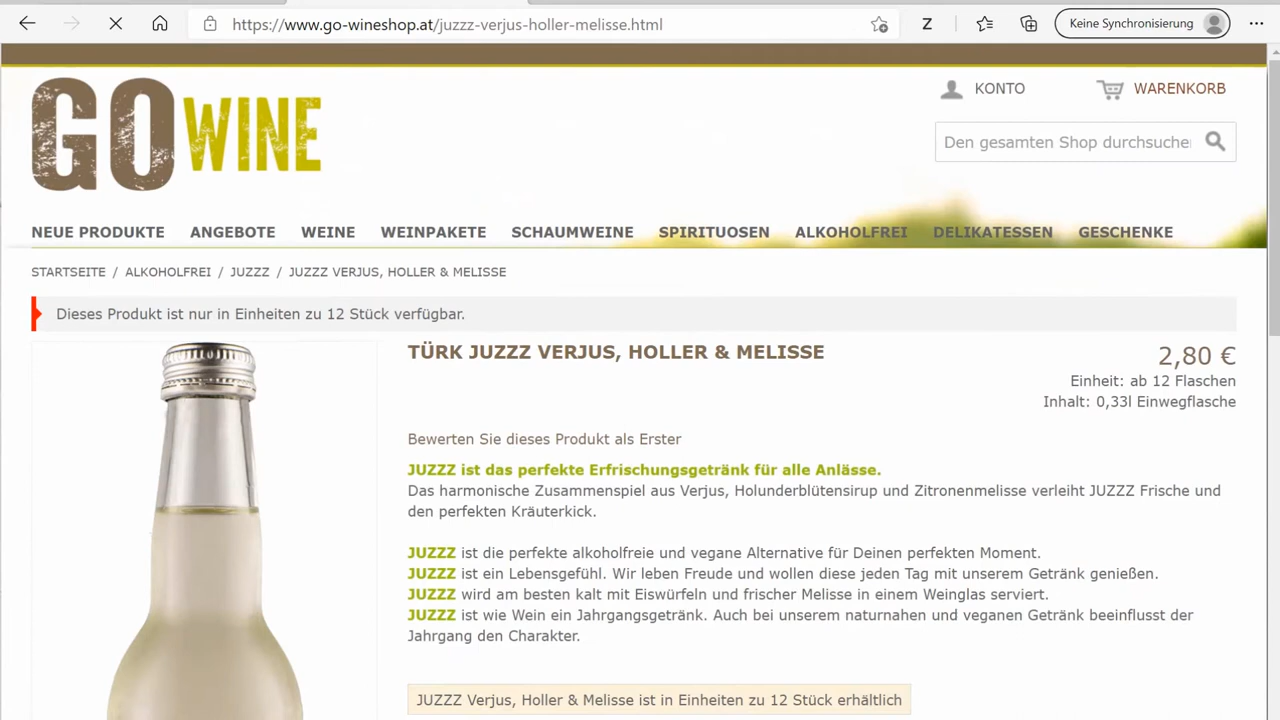 https://www.go-wineshop.at/juzzz-verjus-holler-melisse.html
Z
Keine Synchronisierung
GO WINE
KONTO
WARENKORB
Den gesamten Shop durchsuche
NEUE PRODUKTE ANGEBOTE WEINE WEINPAKETE SCHAUMWEINE SPIRITUOSEN ALKOHOLFREI DELIKATESSEN GESCHENKE
STARTSEITE / ALKOHOLFREI / JUZZZ / JUZZZ VERJUS, HOLLER & MELISSE
Dieses Produkt ist nur in Einheiten zu 12 Stück verfügbar.
TÜRK JUZZZ VERJUS, HOLLER & MELISSE
2,80 €
Einheit: ab 12 Flaschen
Inhalt: 0,33l Einwegflasche
Bewerten Sie dieses Produkt als Erster
JUZZZ ist das perfekte Erfrischungsgetränk für alle Anlässe.
Das harmonische Zusammenspiel aus Verjus, Holunderblütensirup und Zitronenmelisse verleiht JUZZZ Frische und
den perfekten Kräuterkick.
JUZZZ ist die perfekte alkoholfreie und vegane Alternative für Deinen perfekten Moment.
JUZZZ ist ein Lebensgefühl. Wir leben Freude und wollen diese jeden Tag mit unserem Getränk genießen.
JUZZZ wird am besten kalt mit Eiswürfeln und frischer Melisse in einem Weinglas serviert.
JUZZZ ist wie Wein ein Jahrgangsgetränk. Auch bei unserem naturnahen und veganen Getränk beeinflusst der
Jahrgang den Charakter.
JUZZZ Verjus, Holler & Melisse ist in Einheiten zu 12 Stück erhältlich